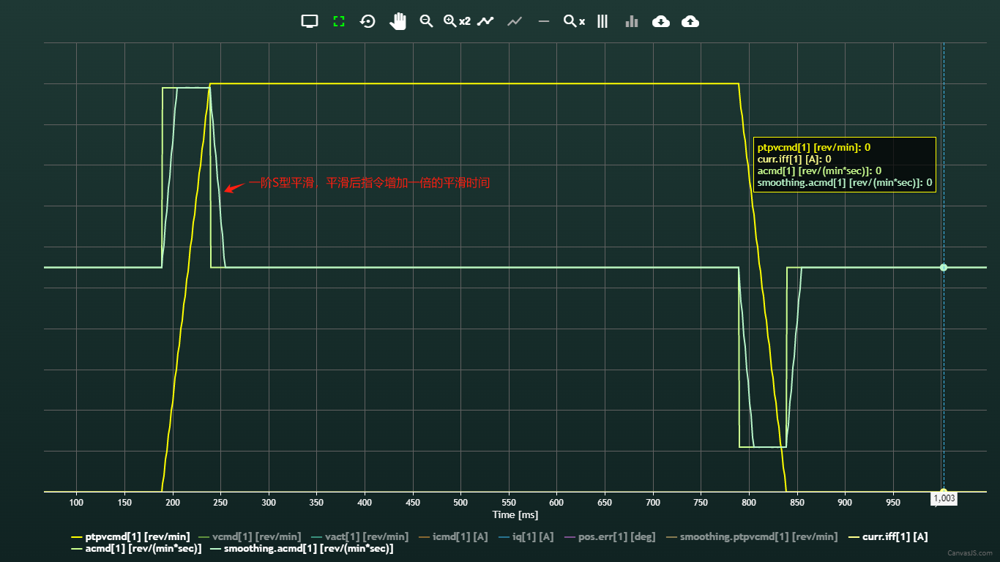 x2
x
ptpvcmd[1] [rev/min]: 0
curr.iff[1] [A]: 0
acmd[1] [rev/(min*sec)]: 0
smoothing.acmd[1] [rev/(min*sec)]: 0
一阶S型平滑，平滑后指令增加一倍的平滑时间
100 150 200 250 300 350 400 450 500 550 600 650 700 750 800 850 900 950
1,003
Time [ms]
ptpvcmd[1] [rev/min] vcmd[1] [rev/min] vact[1] [rev/min] icmd[1] [A] iq[1] [A] pos.err[1] [deg] smoothing.ptpvcmd[1] [rev/min] curr.iff[1] [A]
acmd[1] [rev/(min*sec)] smoothing.acmd[1] [rev/(min*sec)]
CanvasJS.com